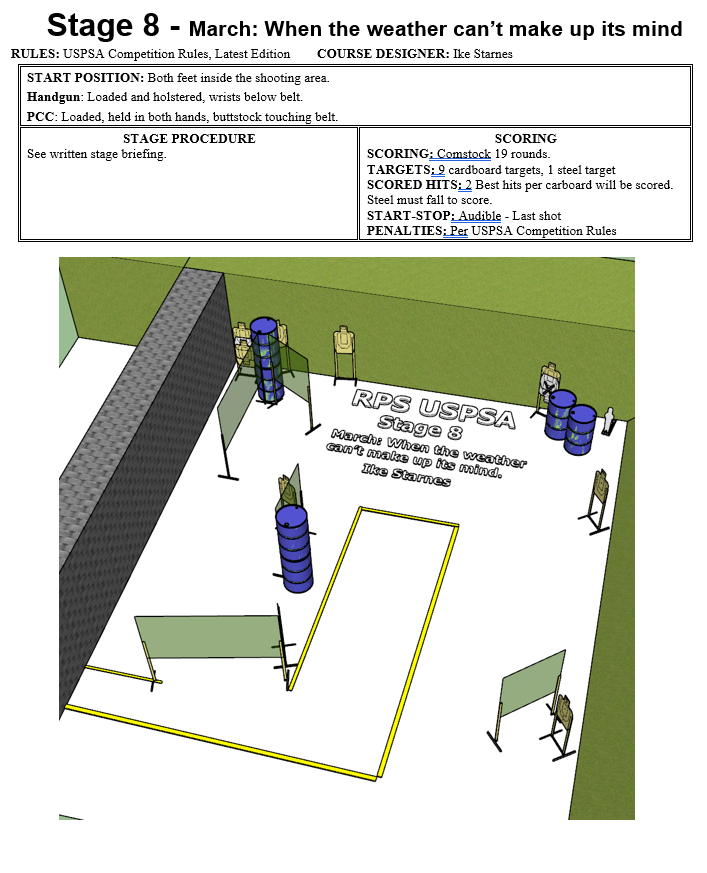 Stage 8 - March: When the weather can't make up its mind
RULES: USPSA Competition Rules, Latest Edition COURSE DESIGNER: Ike Starnes
START POSITION: Both feet inside the shooting area.
Handgun: Loaded and holstered, wrists below belt.
PCC: Loaded, held in both hands, buttstock touching belt.
STAGE PROCEDURE
See written stage briefing.
SCORING
SCORING: Comstock 19 rounds.
TARGETS: 9 cardboard targets, 1 steel target
SCORED HITS: 2 Best hits per carboard will be scored.
Steel must fall to score.
START-STOP: Audible - Last shot
PENALTIES: Per USPSA Competition Rules
RPS USPSA
Stage 8
March: When the weather
can't make up its mind.
Ike Starnes